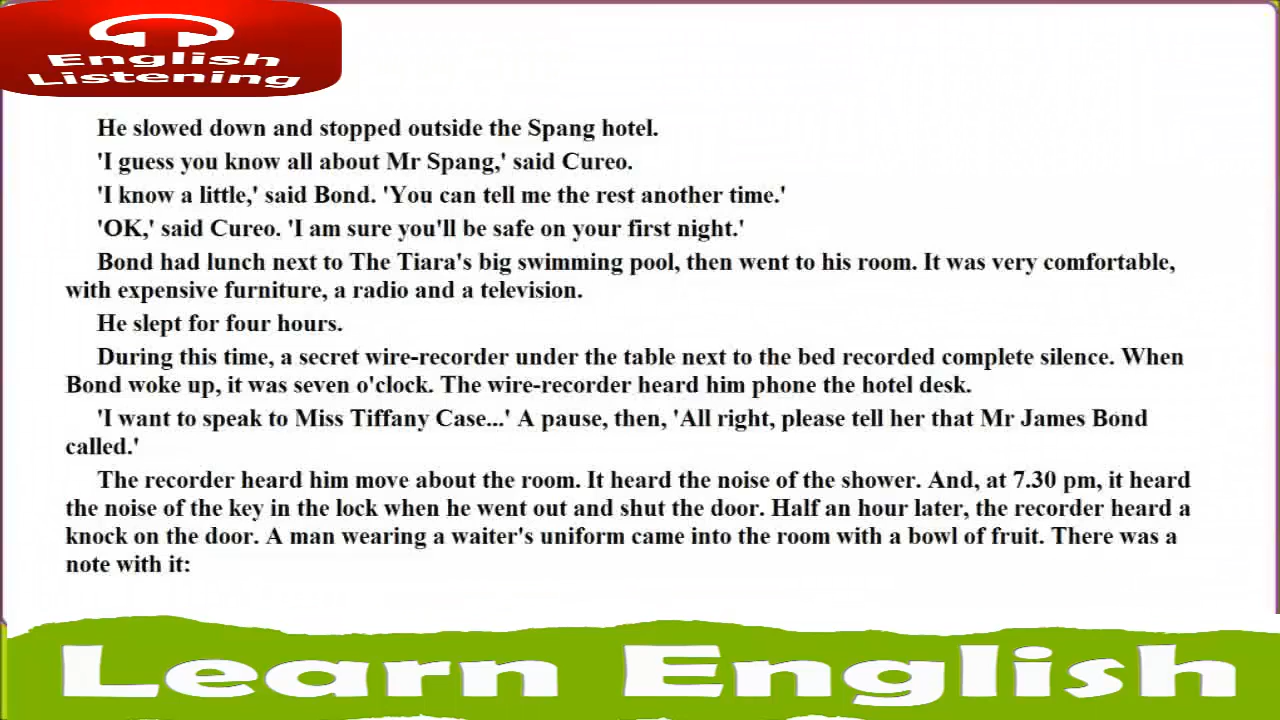 English
Listening
He slowed down and stopped outside the Spang hotel.
'I guess you know all about Mr Spang,' said Cureo.
'I know a little,' said Bond. 'You can tell me the rest another time.'
'OK,' said Cureo. 'I am sure you'll be safe on your first night.'
Bond had lunch next to The Tiara's big swimming pool, then went to his room. It was very comfortable,
with expensive furniture, a radio and a television.
He slept for four hours.
During this time, a secret wire-recorder under the table next to the bed recorded complete silence. When
Bond woke up, it was seven o'clock. The wire-recorder heard him phone the hotel desk.
'I want to speak to Miss Tiffany Case...' A pause, then, 'All right, please tell her that Mr James Bond
called.'
The recorder heard him move about the room. It heard the noise of the shower. And, at 7.30 pm, it heard
the noise of the key in the lock when he went out and shut the door. Half an hour later, the recorder heard a
knock on the door. A man wearing a waiter's uniform came into the room with a bowl of fruit. There was a
note with it:
Learn English